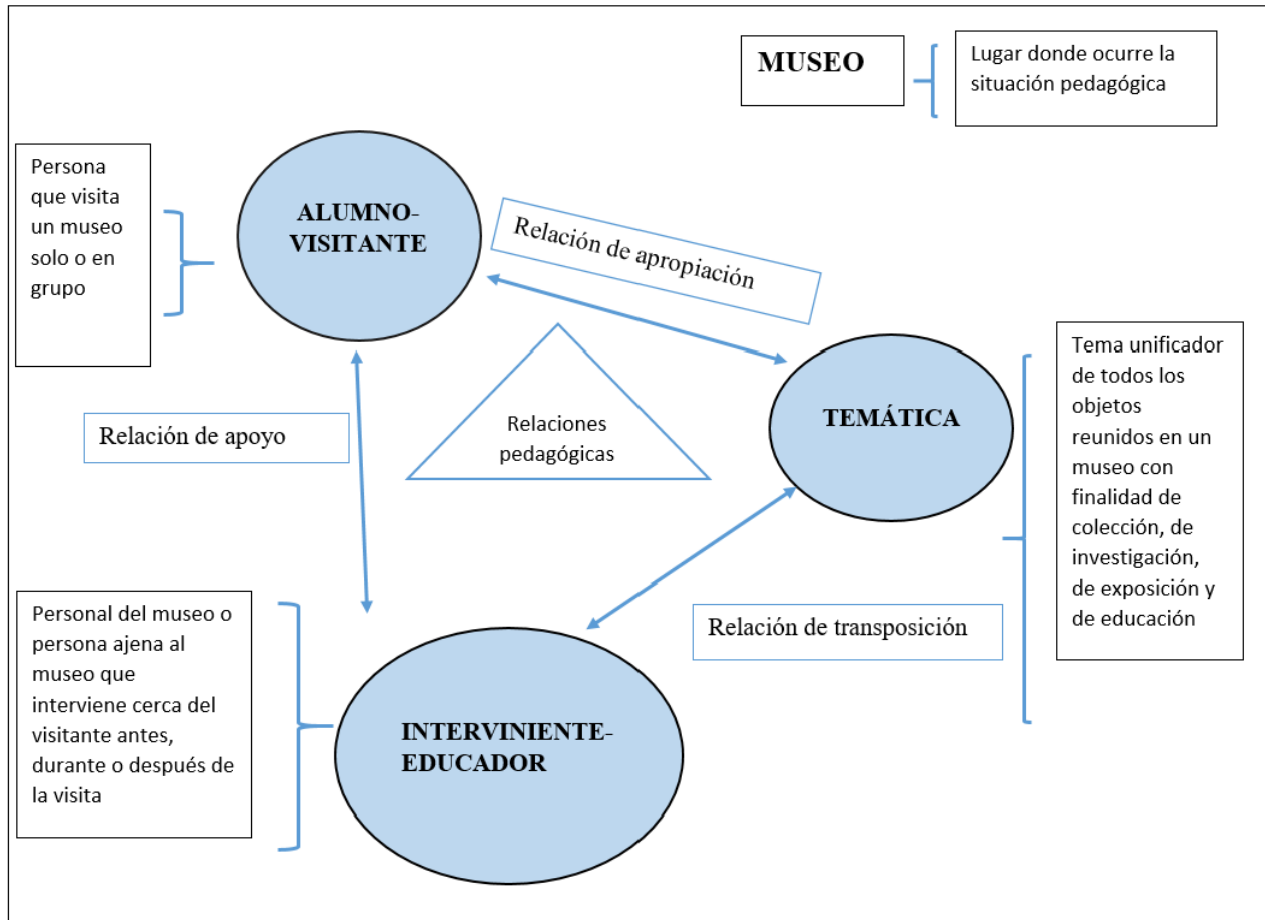 MUSEO
Lugar donde ocurre la
situación pedagógica
Persona
que visita
un museo
solo o en
grupo
ALUMNO-
VISITANTE
Relación de apropiación
Tema unificador
de todos los
objetos
reunidos en un
museo con
finalidad de
colección, de
investigación,
de exposición y
de educación
TEMÁTICA
Relación de apoyo
Relaciones
pedagógicas
Relación de transposición
Personal del museo o
persona ajena al
museo que
interviene cerca del
visitante antes,
durante o después de
la visita
INTERVINIENTE-
EDUCADOR